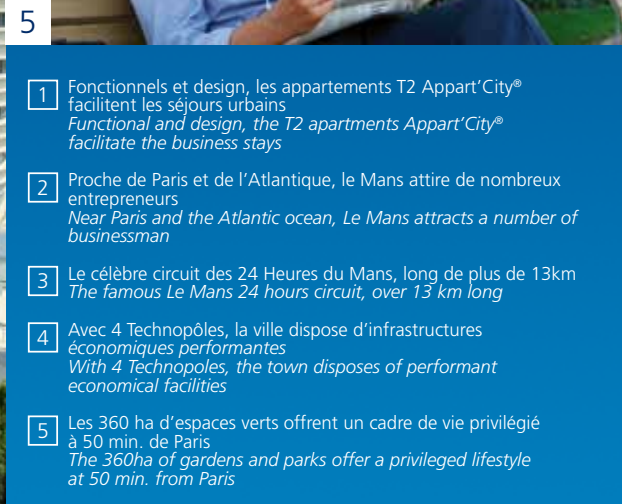 5
1 Fonctionnels et design, les appartements T2 Appart'City®
facilitent les séjours urbains
Functional and design, the T2 apartments Appart'City®
facilitate the business stays
2 Proche de Paris et de l'Atlantique, le Mans attire de nombreux
entrepreneurs
Near Paris and the Atlantic ocean, Le Mans attracts a number of
businessman
3 Le célèbre circuit des 24 Heures du Mans, long de plus de 13km
The famous Le Mans 24 hours circuit, over 13 km long
4 Avec 4 Technopôles, la ville dispose d'infrastructures
économiques performantes
With 4 Technopoles, the town disposes of performant
economical facilities
5 Les 360 ha d'espaces verts offrent un cadre de vie privilégié
à 50 min. de Paris
The 360ha of gardens and parks offer a privileged lifestyle
at 50 min. from Paris